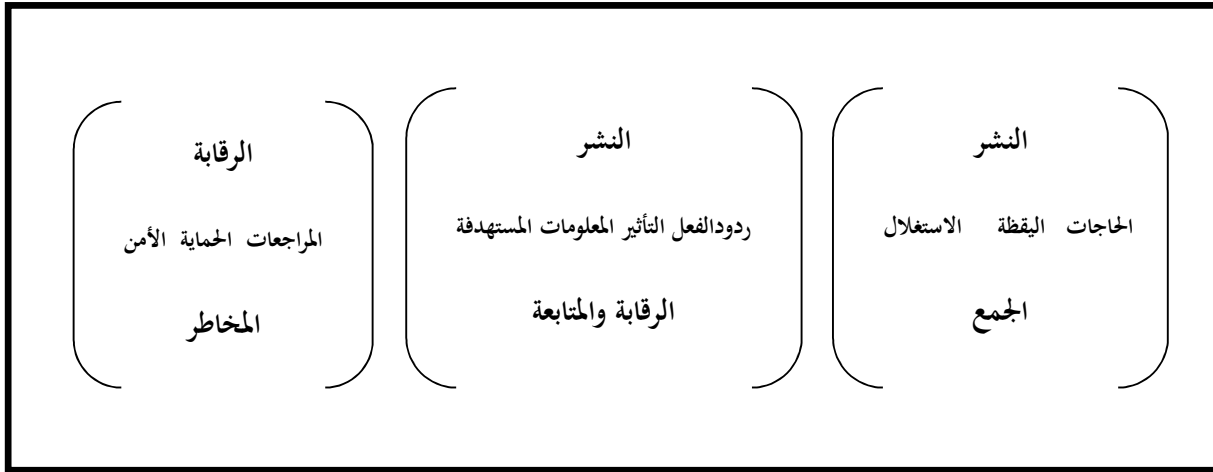 النشر
الحاجات اليقظة الاستغلال
الجمع
النشر
ردودالفعل التأثير المعلومات المستهدفة
الرقابة والمتابعة
الرقابة
المراجعات الحماية الأمن
المخاطر